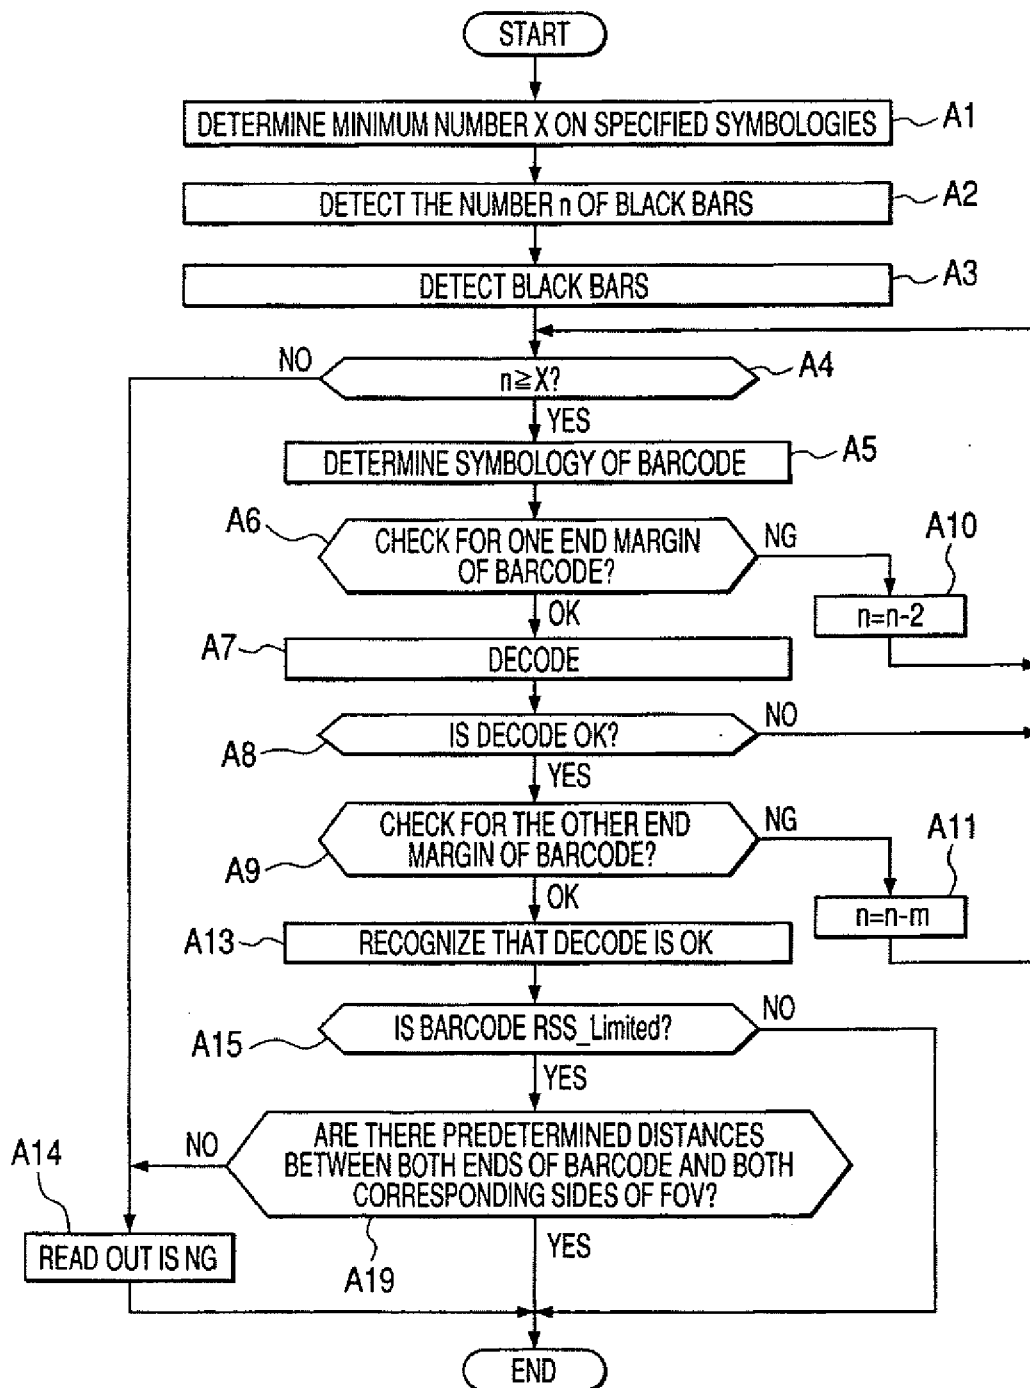 START
DETERMINE MINIMUM NUMBER X ON SPECIFIED SYMBOLOGIES
A1
DETECT THE NUMBER n OF BLACK BARS
A2
DETECT BLACK BARS
A3
NO
n≧X?
A4
YES
DETERMINE SYMBOLOGY OF BARCODE
A5
A6
CHECK FOR ONE END MARGIN
OF BARCODE?
NG
A10
n=n-2
OK
A7
DECODE
A8
IS DECODE OK?
NO
YES
A9
CHECK FOR THE OTHER END
MARGIN OF BARCODE?
NG
A11
n=n-m
OK
A13
RECOGNIZE THAT DECODE IS OK
A15
IS BARCODE RSS_Limited?
NO
YES
ARE THERE PREDETERMINED DISTANCES
BETWEEN BOTH ENDS OF BARCODE AND BOTH
CORRESPONDING SIDES OF FOV?
NO
A14
READ OUT IS NG
A19
YES
END